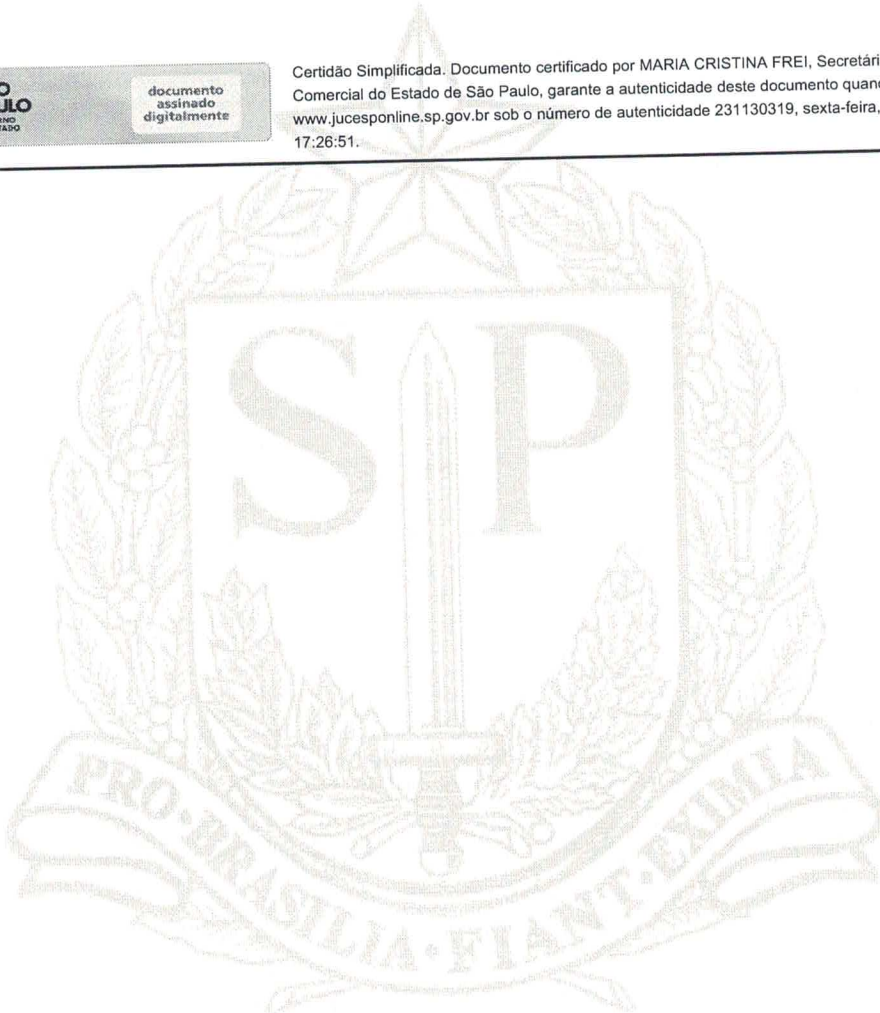 documento
assinado
digitalmente
Certidão Simplificada. Documento certificado por MARIA CRISTINA FREI, Secretári
Comercial do Estado de São Paulo, garante a autenticidade deste documento quand
www.jucesponline.sp.gov.br sob o número de autenticidade 231130319, sexta-feira,
17:26:51.
SP
PRO·BRASILIA·FIANT·EXIMIA